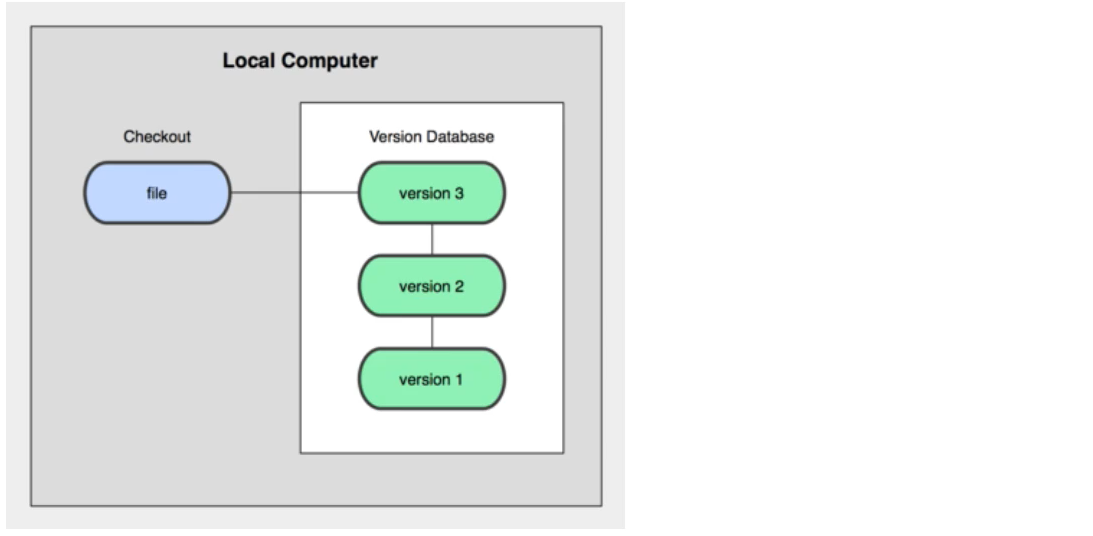 Local Computer
Checkout
Version Database
file
version 3
version 2
version 1